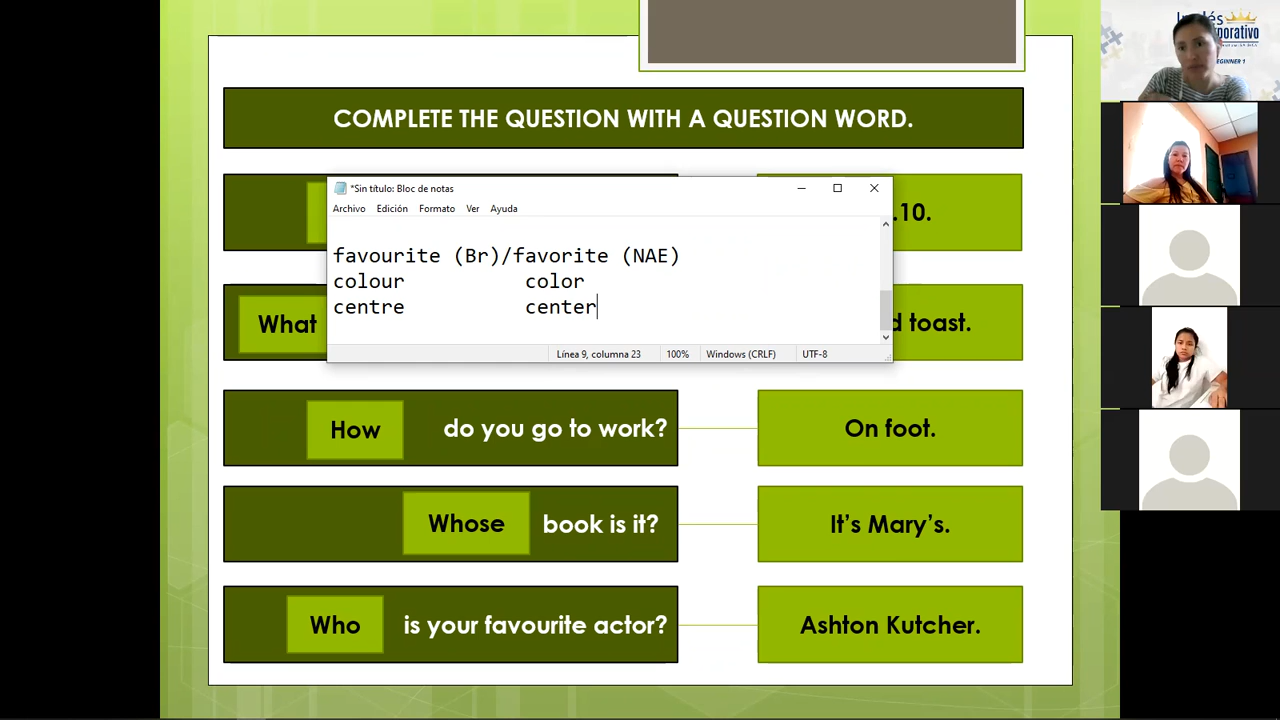 COMPLETE THE QUESTION WITH A QUESTION WORD.
*Sin título: Bloc de notas
Archivo Edición Formato Ver Ayuda
favourite (Br)/favorite (NAE)
colour color
centre center
Línea 9, columna 23 100% Windows (CRLF) UTF-8
.10.
What
toast.
How do you go to work?
On foot.
Whose book is it?
It's Mary's.
Who is your favourite actor?
Ashton Kutcher.